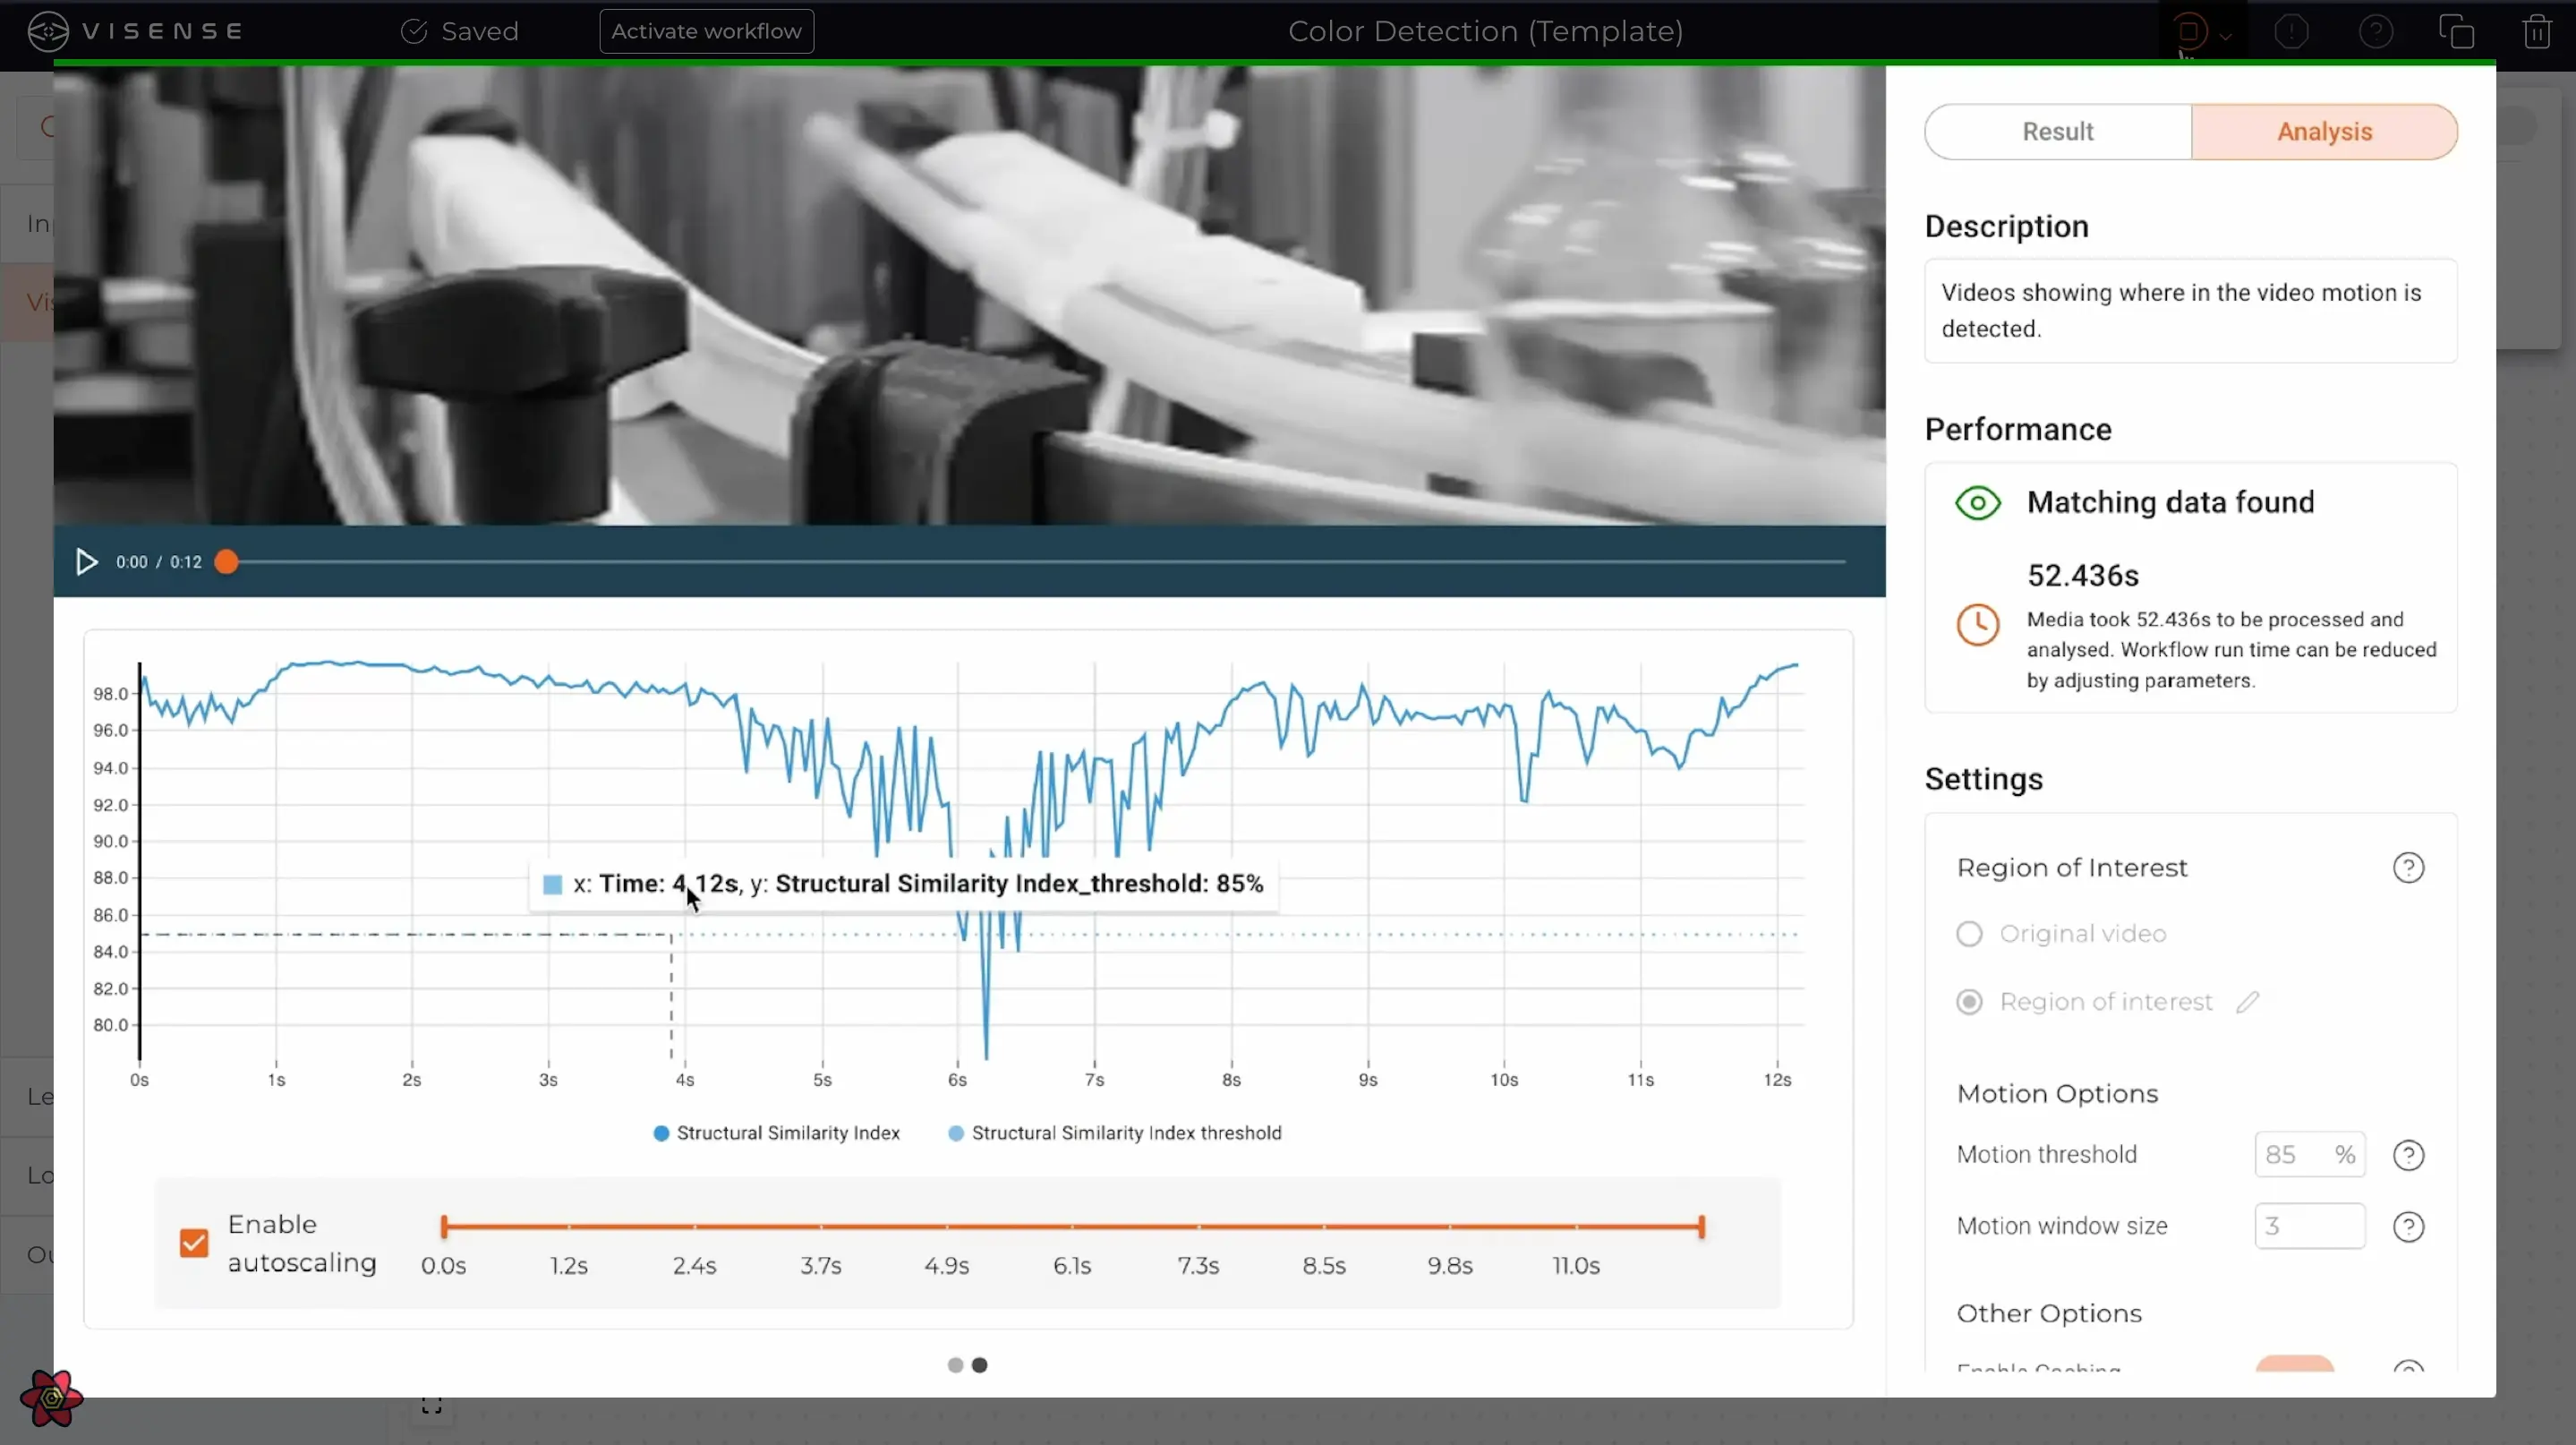 VISENSE
Saved
Activate workflow
Color Detection (Template)
Result
Analysis
Description
Videos showing where in the video motion is
detected.
Performance
Matching data found
52.436s
Media took 52.436s to be processed and
analysed. Workflow run time can be reduced
by adjusting parameters.
Settings
Region of Interest
Original video
Region of interest
Motion Options
Motion threshold
85 %
Motion window size
3
Other Options
0:00 / 0:12
98.0
96.0
94.0
92.0
90.0
88.0
86.0
84.0
82.0
80.0
x: Time: 4.12s, y: Structural Similarity Index_threshold: 85%
0s 1s 2s 3s 4s 5s 6s 7s 8s 9s 10s 11s 12s
Structural Similarity Index
Structural Similarity Index threshold
Enable
autoscaling
0.0s 1.2s 2.4s 3.7s 4.9s 6.1s 7.3s 8.5s 9.8s 11.0s